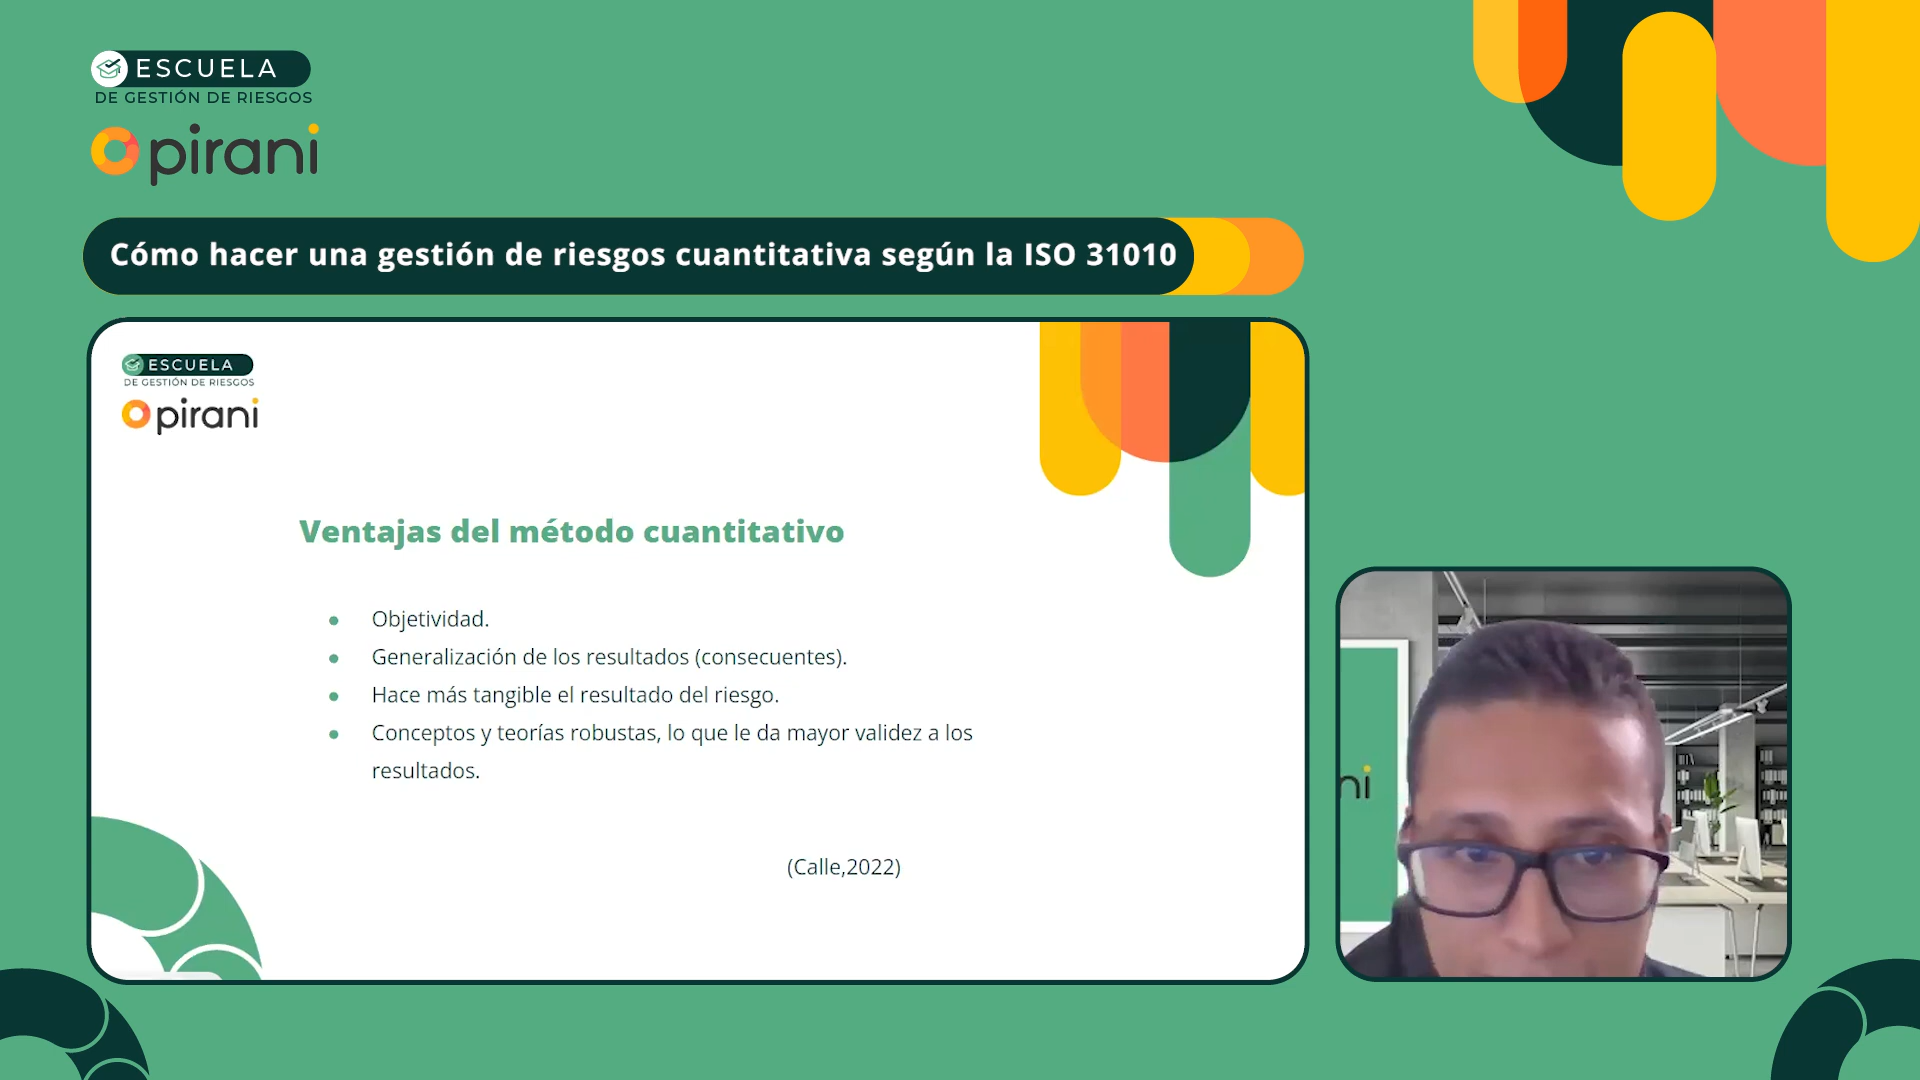 ESCUELA
DE GESTIÓN DE RIESGOS
pirani
Cómo hacer una gestión de riesgos cuantitativa según la ISO 31010
ESCUELA
DE GESTIÓN DE RIESGOS
pirani
Ventajas del método cuantitativo
Objetividad.
Generalización de los resultados (consecuentes).
Hace más tangible el resultado del riesgo.
Conceptos y teorías robustas, lo que le da mayor validez a los
resultados.
(Calle,2022)
ni